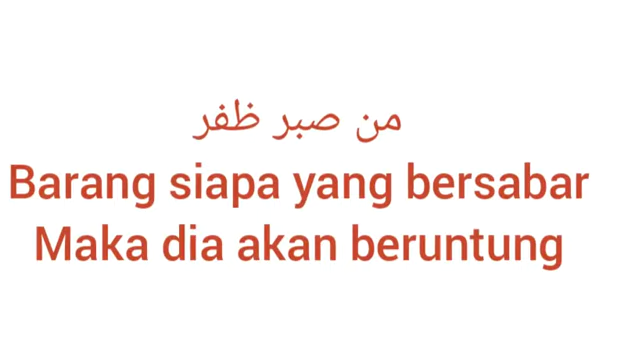 من صبر ظفر
Barang siapa yang bersabar
Maka dia akan beruntung